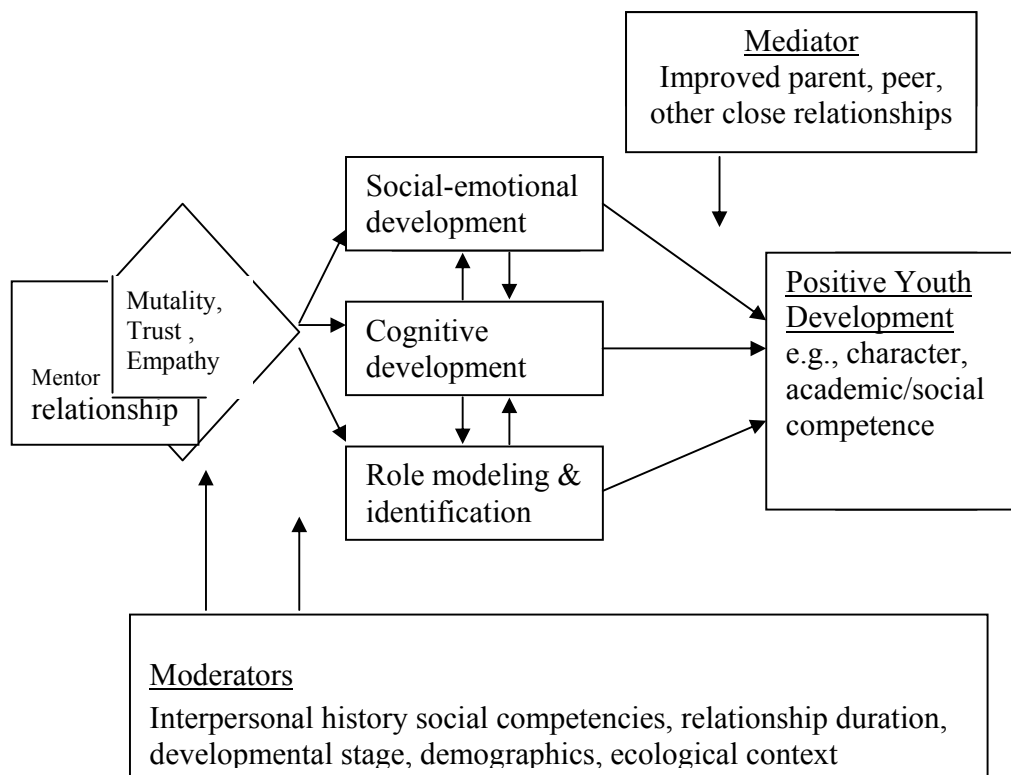 Mediator
Improved parent, peer,
other close relationships
Social-emotional
development
Mutality,
Trust ,
Empathy
Mentor
relationship
Cognitive
development
Role modeling &
identification
Positive Youth
Development
e.g., character,
academic/social
competence
Moderators
Interpersonal history social competencies, relationship duration,
developmental stage, demographics, ecological context